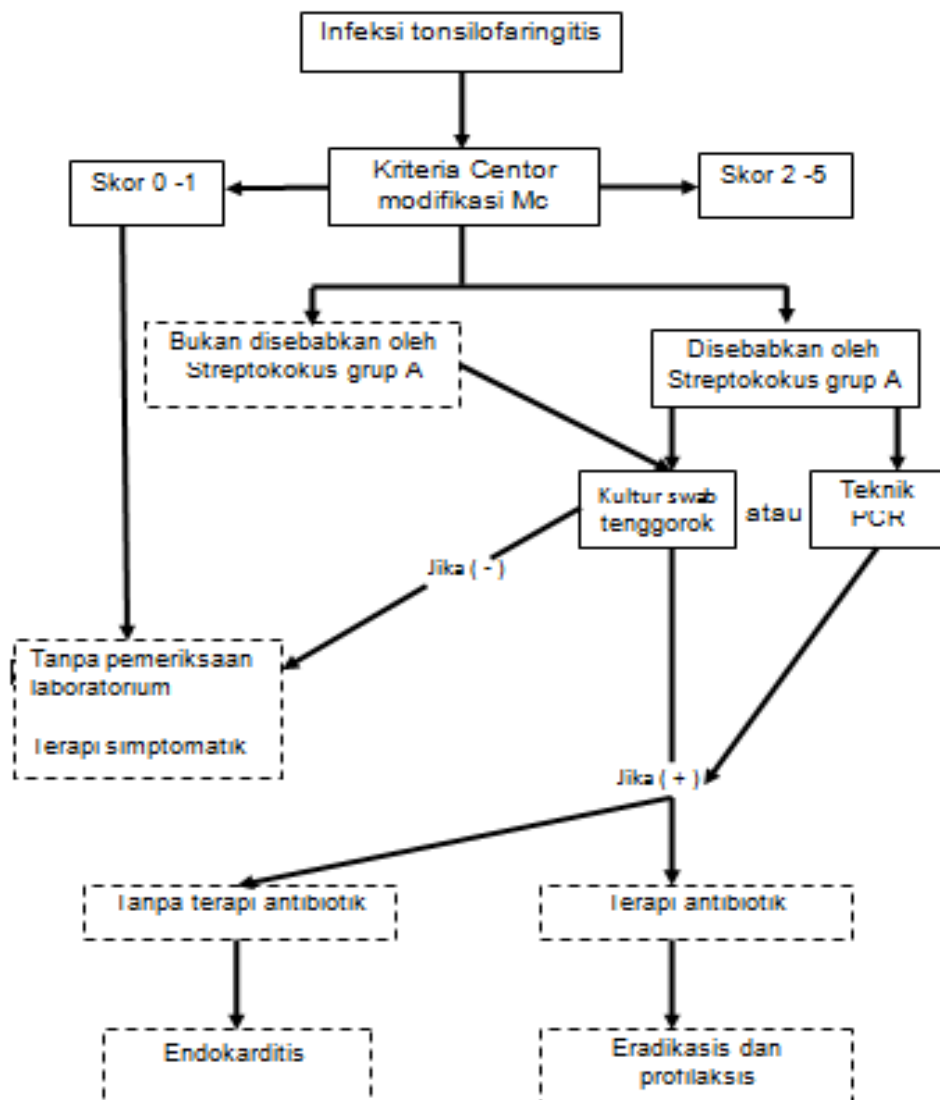 Infeksi tonsilofaringitis
Skor 0 -1
Kriteria Centor
modifikasi Mc
Skor 2 -5
Bukan disebabkan oleh
Streptokokus grup A
Disebabkan oleh
Streptokokus grup A
Kultur swab
tenggorok
atau
Teknik
PCR
Jika ( - )
Tanpa pemeriksaan
laboratorium
Terapi simptomatik
Jika ( + )
Tanpa terapi antibiotik
Terapi antibiotik
Endokarditis
Eradikasis dan
profilaksis